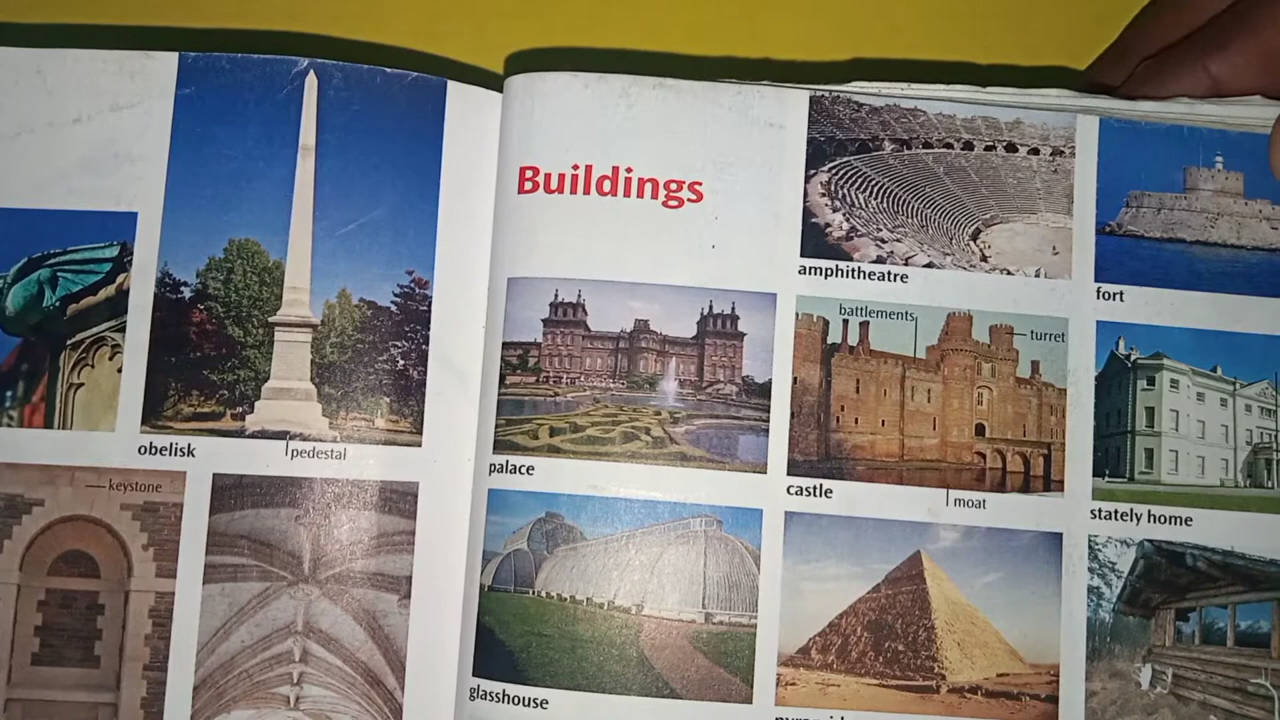 obelisk
pedestal
keystone
Buildings
amphitheatre
fort
palace
battlements
turret
castle
moat
stately home
glasshouse